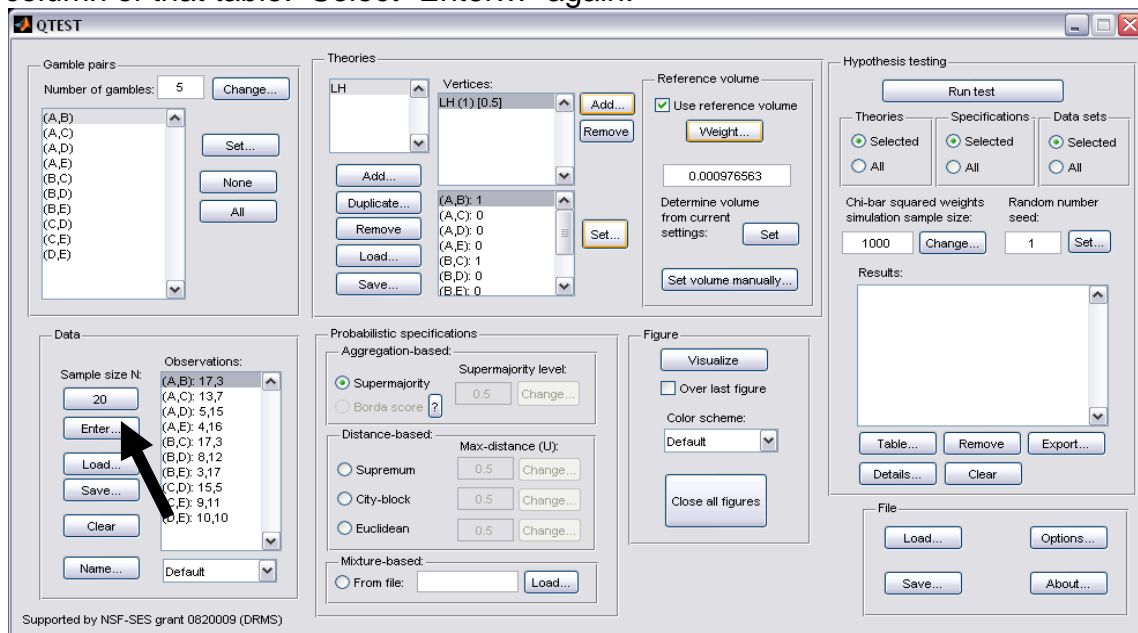 column of that table. Select "Enter..." again.
QTEST
Gamble pairs
Number of gambles: 5 Change...
(A,B)
(A,C)
(A,D)
(A,E)
(B,C)
(B,D)
(B,E)
(C,D)
(C,E)
(D,E)
Set...
None
All
Theories
LH
Add...
Duplicate...
Remove
Load...
Save...
Vertices:
LH (1) [0.5]
Add...
Remove
(A,B): 1
(A,C): 0
(A,D): 0
(A,E): 0
(B,C): 1
(B,D): 0
(B,E): 0
Set...
Reference volume
Use reference volume
Weight...
0.000976563
Determine volume
from current
settings: Set
Set volume manually...
Hypothesis testing
Run test
Theories
Selected
All
Specifications
Selected
All
Data sets
Selected
All
Chi-bar squared weights
simulation sample size:
1000 Change...
Random number
seed:
1 Set...
Results:
Table... Remove Export...
Details... Clear
Data
Sample size N:
20
Enter...
Load...
Save...
Clear
Name... Default
Observations:
(A,B): 17,3
(A,C): 13,7
(A,D): 5,15
(A,E): 4,16
(B,C): 17,3
(B,D): 8,12
(B,E): 3,17
(C,D): 15,5
(C,E): 9,11
(D,E): 10,10
Probabilistic specifications
Aggregation-based:
Supermajority level:
Supermajority 0.5 Change...
Borda score ?
Distance-based:
Max-distance (U):
Supremum 0.5 Change...
City-block 0.5 Change...
Euclidean 0.5 Change...
Mixture-based:
From file: Load...
Figure
Visualize
Over last figure
Color scheme:
Default
Close all figures
File
Load... Options...
Save... About...
Supported by NSF-SES grant 0820009 (DRMS)